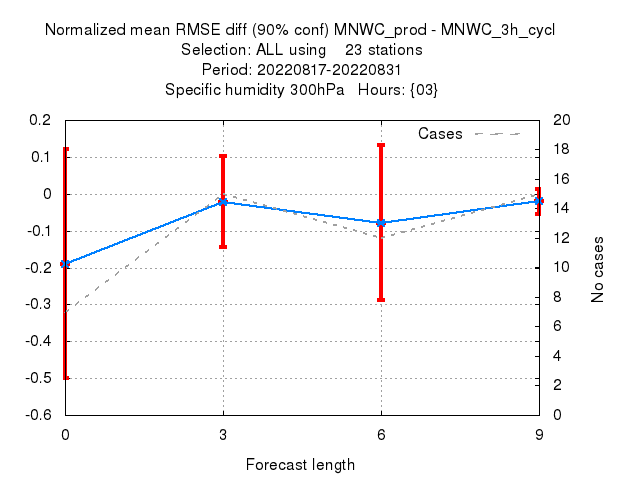 Normalized mean RMSE diff (90% conf) MNWC_prod - MNWC_3h_cycl
Selection: ALL using    23 stations
Period: 20220817-20220831
Specific humidity 300hPa   Hours: {03}
Cases
0.2
0.1
0
-0.1
-0.2
-0.3
-0.4
-0.5
-0.6
20
18
16
14
12
10
8
6
4
2
0
No cases
0 3 6 9
Forecast length